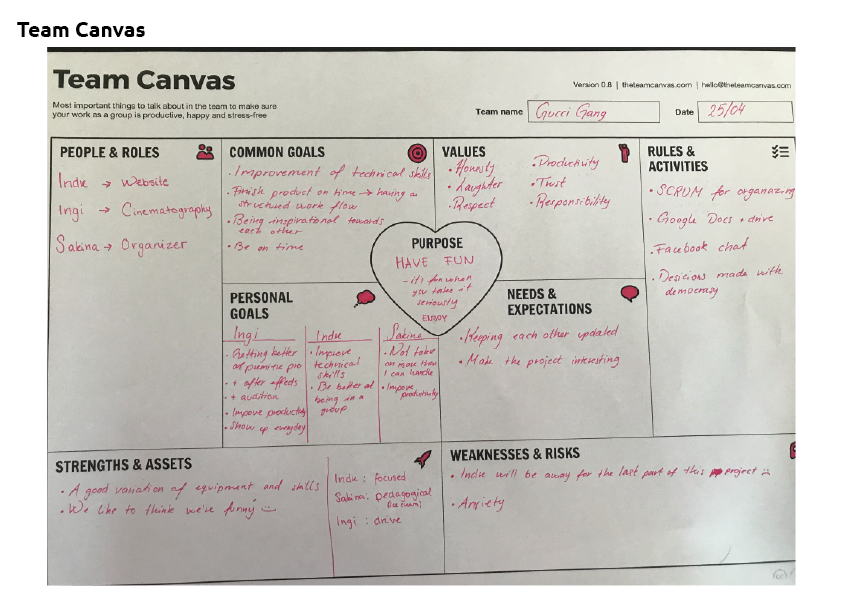 Team Canvas
Team Canvas
Most important things to talk about in the team to make sure
your work as a group is productive, happy and stress-free
Version 0.8 | theteamcanvas.com | hello@theteamcanvas.com
Team name Gucci Gang
Date 25/04
PEOPLE & ROLES
Indre → Website
Ingi → Cinematography
Sakina → Organizer
COMMON GOALS
· Improvement of technical skills
· Finish product on time → having a
structured work flow
· Being inspirational towards
each other
· Be on time
VALUES
· Honesty
· Laughter
· Respect
· Productivity
· Trust
· Responsibility
RULES &
ACTIVITIES
· SCRUM for organazing
· Google Docs + drive
· Facebook chat
· Desicions made with
democrasy
PURPOSE
HAVE FUN
- it's fun when
you take it
seriously
ENJOY
PERSONAL
GOALS
Ingi
· Getting better
at premire pro
· + after effects
· + audition
· Improve productivity
· Show up everyday
Indre
· Improve
technical
skills
· Be better at
being in a
group
Sakina
· Not take
on more than
I can handle
· Improve
productivity
NEEDS &
EXPECTATIONS
· Keeping each other updated
· Make the project interesting
STRENGTHS & ASSETS
· A good variation of equipment and skills
· We like to think we're funny
Indre : focused
Sakina: pedagogical
Ingi : drive
WEAKNESSES & RISKS
· Indre will be away for the last part of this project
· Anxiety